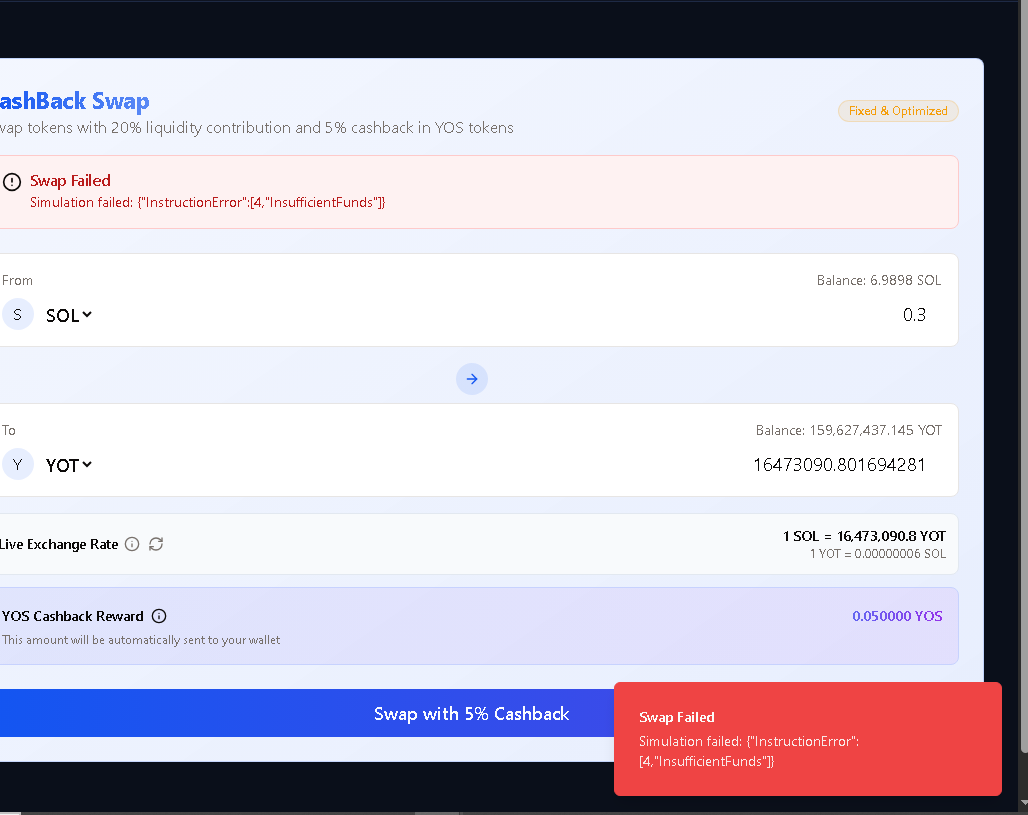 ashBack Swap
wap tokens with 20% liquidity contribution and 5% cashback in YOS tokens
Fixed & Optimized
Swap Failed
Simulation failed: {"InstructionError":[4,"InsufficientFunds"]}
From
Balance: 6.9898 SOL
S
SOL
0.3
To
Balance: 159,627,437.145 YOT
Y
YOT
16473090.801694281
Live Exchange Rate
1 SOL = 16,473,090.8 YOT
1 YOT = 0.00000006 SOL
YOS Cashback Reward
0.050000 YOS
This amount will be automatically sent to your wallet
Swap with 5% Cashback
Swap Failed
Simulation failed: {"InstructionError":
[4,"InsufficientFunds"]}